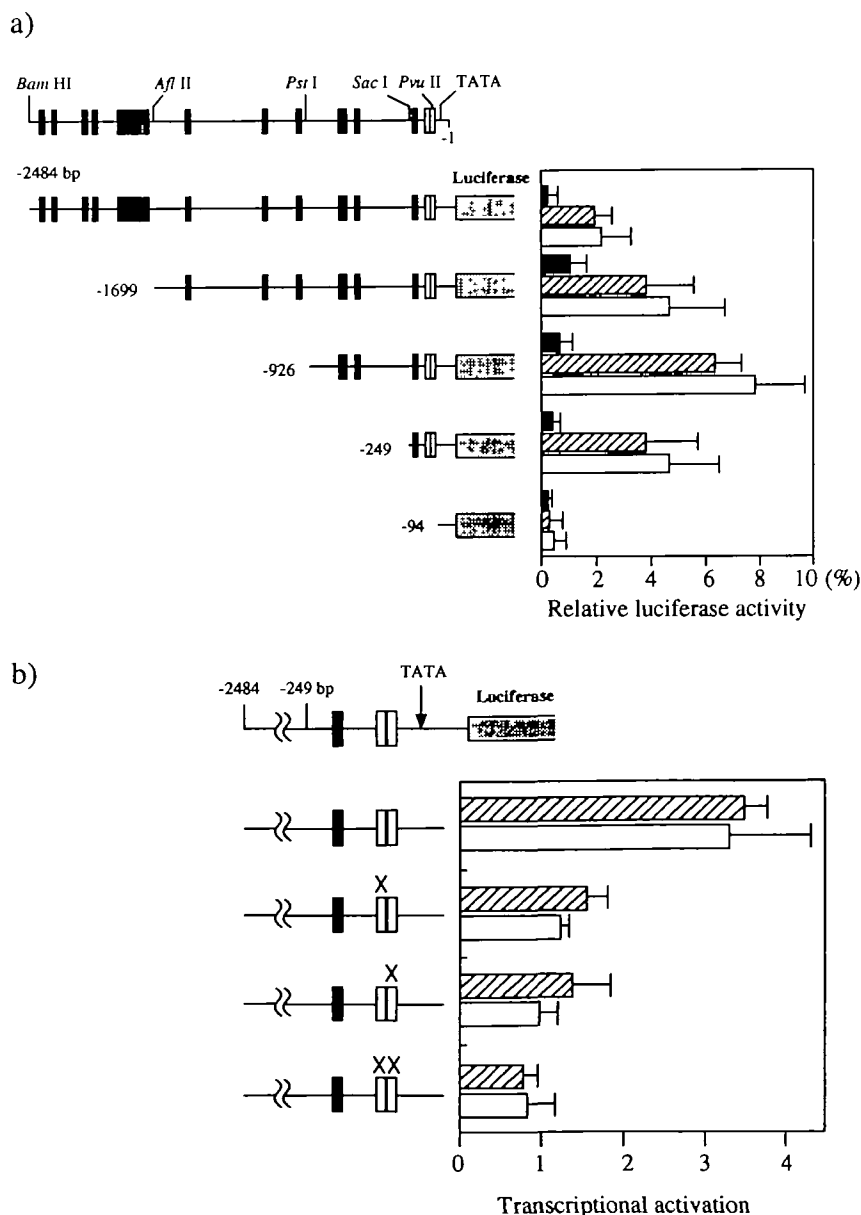 a)
Bam HI
Afl II
Pst I
Sac I
Pvu II
TATA
-1
-2484 bp
Luciferase
-1699
-926
-249
-94
0 2 4 6 8 10 (%)
Relative luciferase activity
b)
TATA
-2484
-249 bp
Luciferase
X
X
XX
0 1 2 3 4
Transcriptional activation